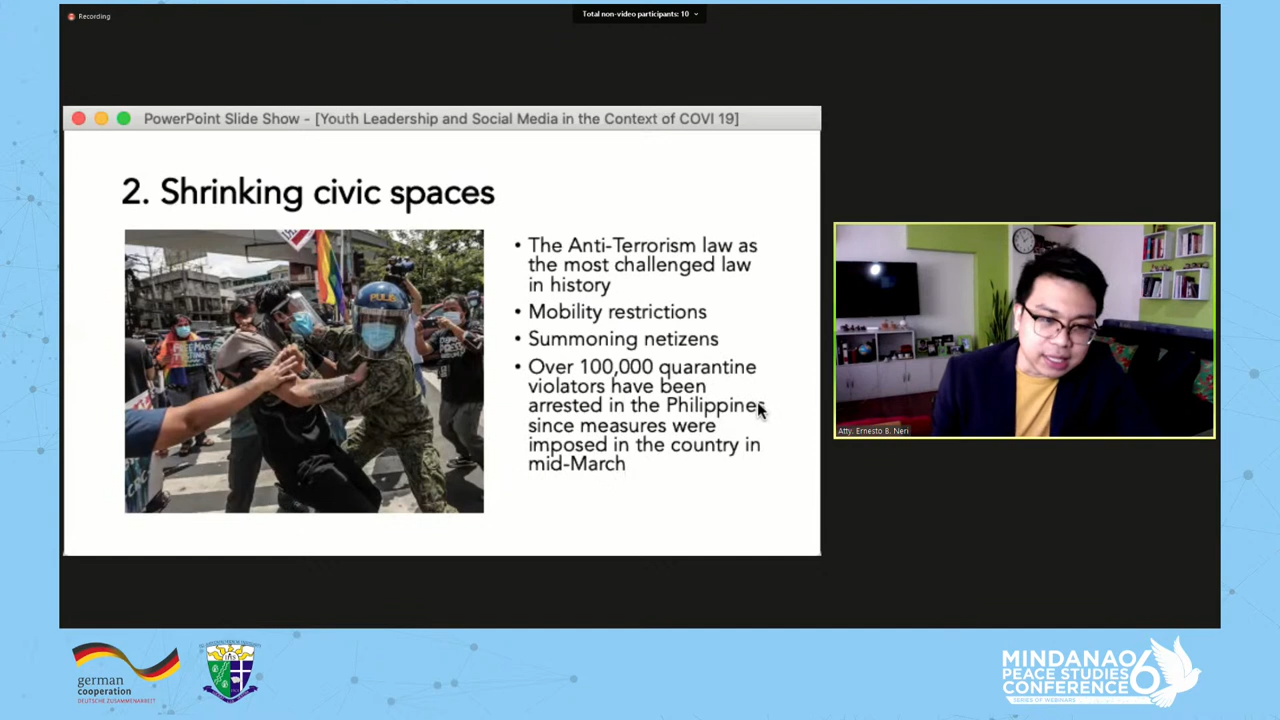 Recording
Total non-video participants: 10
PowerPoint Slide Show - [Youth Leadership and Social Media in the Context of COVI 19]
2. Shrinking civic spaces
• The Anti-Terrorism law as
the most challenged law
in history
• Mobility restrictions
• Summoning netizens
• Over 100,000 quarantine
violators have been
arrested in the Philippines
since measures were
imposed in the country in
mid-March
PULIS
Atty. Ernesto B. Neri
german
cooperation
DEUTSCHE ZUSAMMENARBEIT
MINDANAO
PEACE STUDIES
CONFERENCE
6
SERIES OF WEBINARS